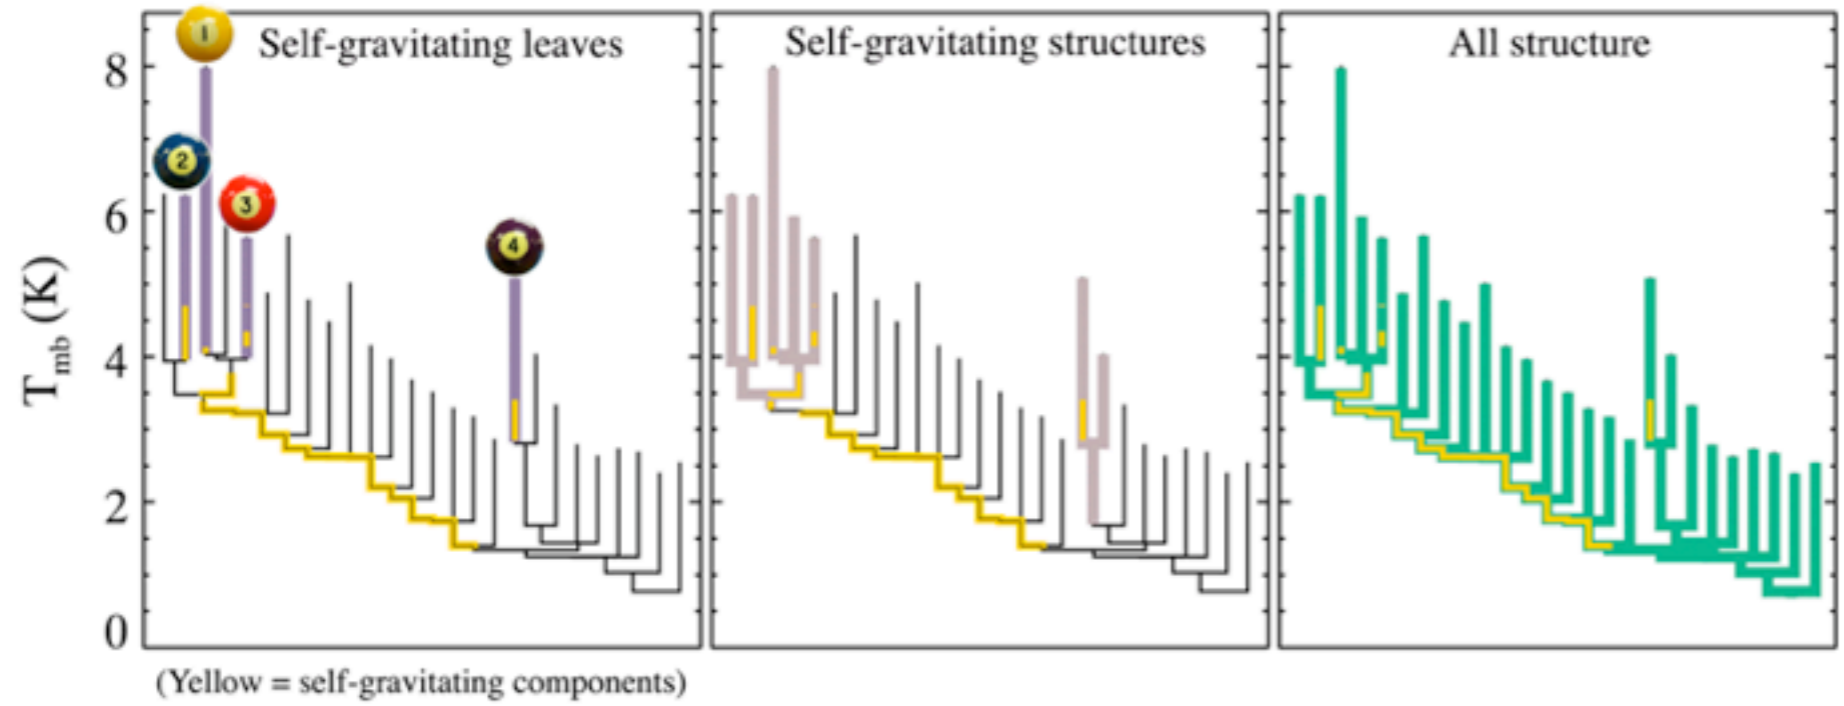 1
Self-gravitating leaves
Self-gravitating structures
All structure
8
2
3
6
4
T_mb (K)
4
2
0
(Yellow = self-gravitating components)